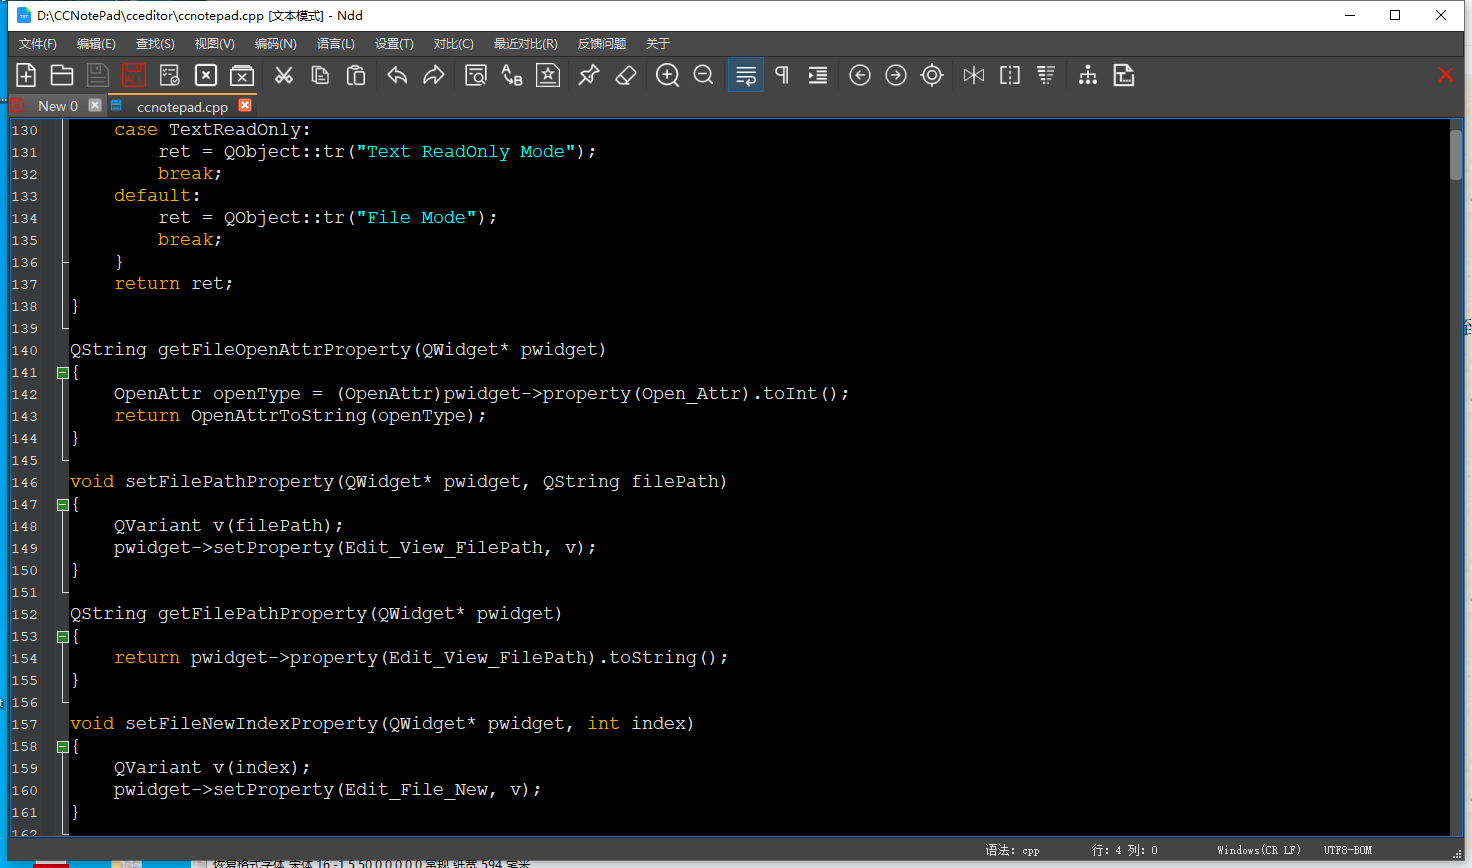 D:\CCNotePad\cceditor\ccnotepad.cpp [文本模式] - Ndd
文件(F) 编辑(E) 查找(S) 视图(V) 编码(N) 语言(L) 设置(T) 对比(C) 最近对比(R) 反馈问题 关于
New 0 ccnotepad.cpp
130     case TextReadOnly:
131         ret = QObject::tr("Text ReadOnly Mode");
132         break;
133     default:
134         ret = QObject::tr("File Mode");
135         break;
136     }
137     return ret;
138 }
139
140 QString getFileOpenAttrProperty(QWidget* pwidget)
141 {
142     OpenAttr openType = (OpenAttr)pwidget->property(Open_Attr).toInt();
143     return OpenAttrToString(openType);
144 }
145
146 void setFilePathProperty(QWidget* pwidget, QString filePath)
147 {
148     QVariant v(filePath);
149     pwidget->setProperty(Edit_View_FilePath, v);
150 }
151
152 QString getFilePathProperty(QWidget* pwidget)
153 {
154     return pwidget->property(Edit_View_FilePath).toString();
155 }
156
157 void setFileNewIndexProperty(QWidget* pwidget, int index)
158 {
159     QVariant v(index);
160     pwidget->setProperty(Edit_File_New, v);
161 }
162
语法: cpp 行: 4 列: 0 Windows(CR LF) UTF8-BOM